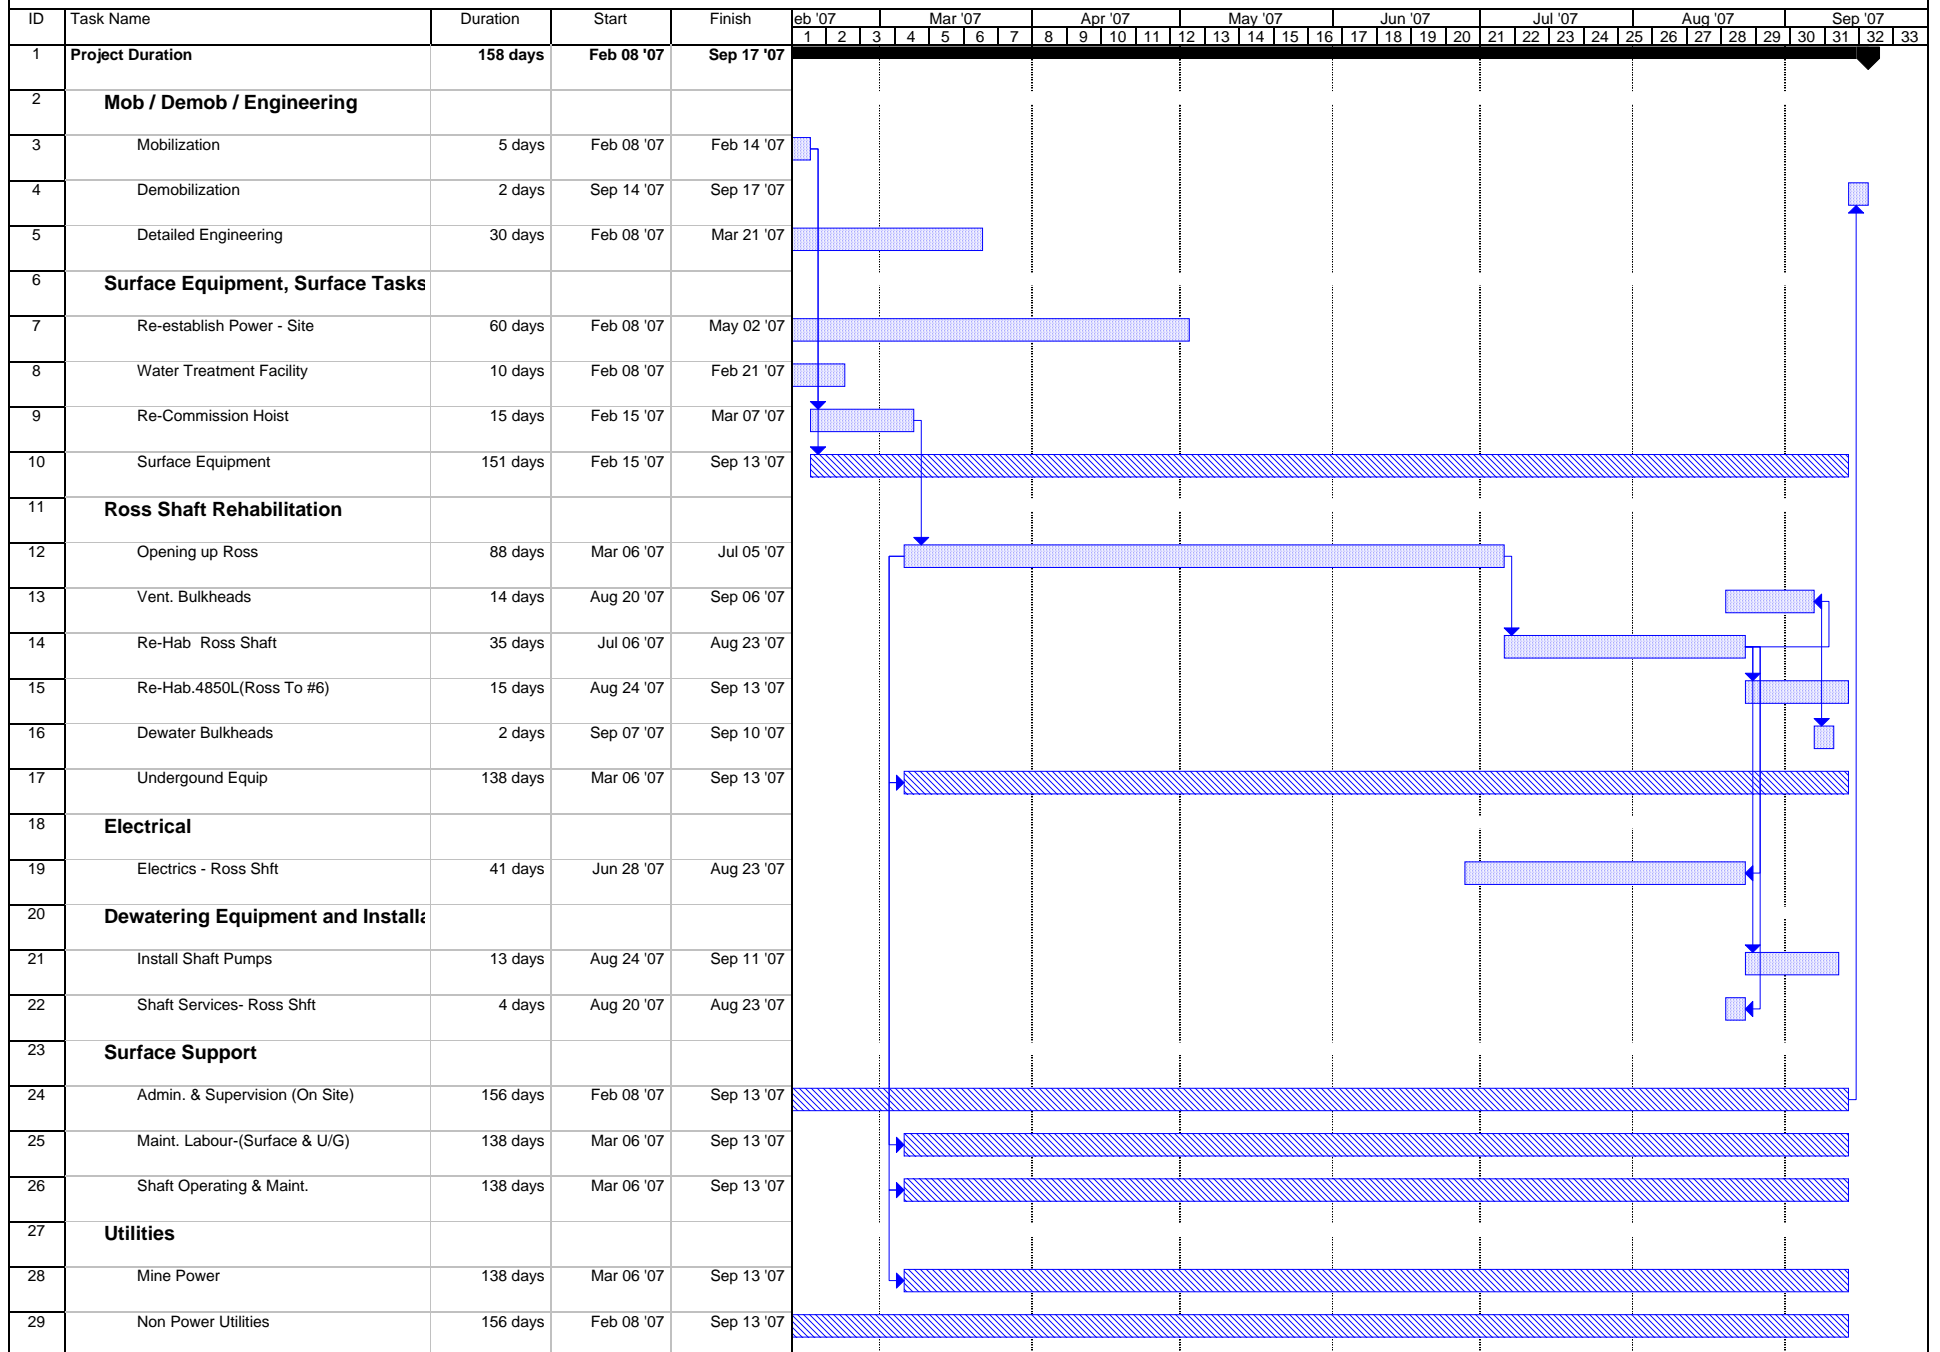 ID Task Name Duration Start Finish eb '07 Mar '07 Apr '07 May '07 Jun '07 Jul '07 Aug '07 Sep '07
1 2 3 4 5 6 7 8 9 10 11 12 13 14 15 16 17 18 19 20 21 22 23 24 25 26 27 28 29 30 31 32 33
1 Project Duration 158 days Feb 08 '07 Sep 17 '07
2 Mob / Demob / Engineering
3 Mobilization 5 days Feb 08 '07 Feb 14 '07
4 Demobilization 2 days Sep 14 '07 Sep 17 '07
5 Detailed Engineering 30 days Feb 08 '07 Mar 21 '07
6 Surface Equipment, Surface Tasks
7 Re-establish Power - Site 60 days Feb 08 '07 May 02 '07
8 Water Treatment Facility 10 days Feb 08 '07 Feb 21 '07
9 Re-Commission Hoist 15 days Feb 15 '07 Mar 07 '07
10 Surface Equipment 151 days Feb 15 '07 Sep 13 '07
11 Ross Shaft Rehabilitation
12 Opening up Ross 88 days Mar 06 '07 Jul 05 '07
13 Vent. Bulkheads 14 days Aug 20 '07 Sep 06 '07
14 Re-Hab Ross Shaft 35 days Jul 06 '07 Aug 23 '07
15 Re-Hab.4850L(Ross To #6) 15 days Aug 24 '07 Sep 13 '07
16 Dewater Bulkheads 2 days Sep 07 '07 Sep 10 '07
17 Undergound Equip 138 days Mar 06 '07 Sep 13 '07
18 Electrical
19 Electrics - Ross Shft 41 days Jun 28 '07 Aug 23 '07
20 Dewatering Equipment and Installa
21 Install Shaft Pumps 13 days Aug 24 '07 Sep 11 '07
22 Shaft Services- Ross Shft 4 days Aug 20 '07 Aug 23 '07
23 Surface Support
24 Admin. & Supervision (On Site) 156 days Feb 08 '07 Sep 13 '07
25 Maint. Labour-(Surface & U/G) 138 days Mar 06 '07 Sep 13 '07
26 Shaft Operating & Maint. 138 days Mar 06 '07 Sep 13 '07
27 Utilities
28 Mine Power 138 days Mar 06 '07 Sep 13 '07
29 Non Power Utilities 156 days Feb 08 '07 Sep 13 '07